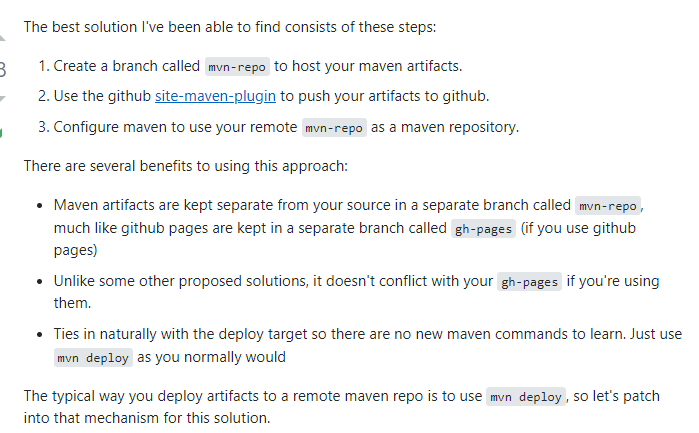 The best solution I've been able to find consists of these steps:
1. Create a branch called mvn-repo to host your maven artifacts.
2. Use the github site-maven-plugin to push your artifacts to github.
3. Configure maven to use your remote mvn-repo as a maven repository.
There are several benefits to using this approach:
• Maven artifacts are kept separate from your source in a separate branch called mvn-repo,
much like github pages are kept in a separate branch called gh-pages (if you use github
pages)
• Unlike some other proposed solutions, it doesn't conflict with your gh-pages if you're using
them.
• Ties in naturally with the deploy target so there are no new maven commands to learn. Just use
mvn deploy as you normally would
The typical way you deploy artifacts to a remote maven repo is to use mvn deploy, so let's patch
into that mechanism for this solution.